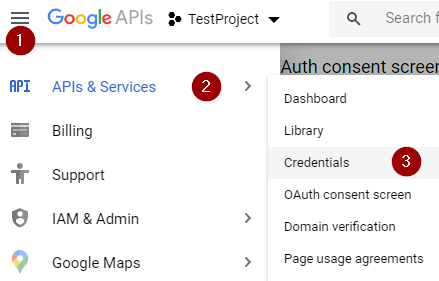 Google APIs
TestProject
Search f
1
Auth consent screen
API
APIs & Services
2
Dashboard
Billing
Library
Support
Credentials
3
OAuth consent screen
IAM & Admin
Domain verification
Google Maps
Page usage agreements